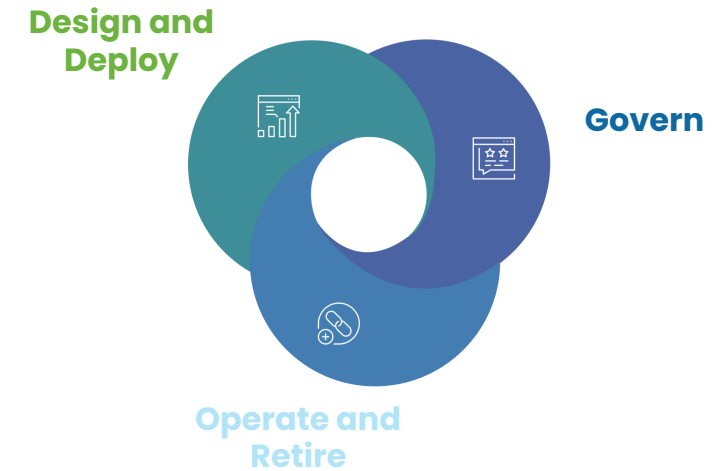 Design and
Deploy
Govern
Operate and
Retire